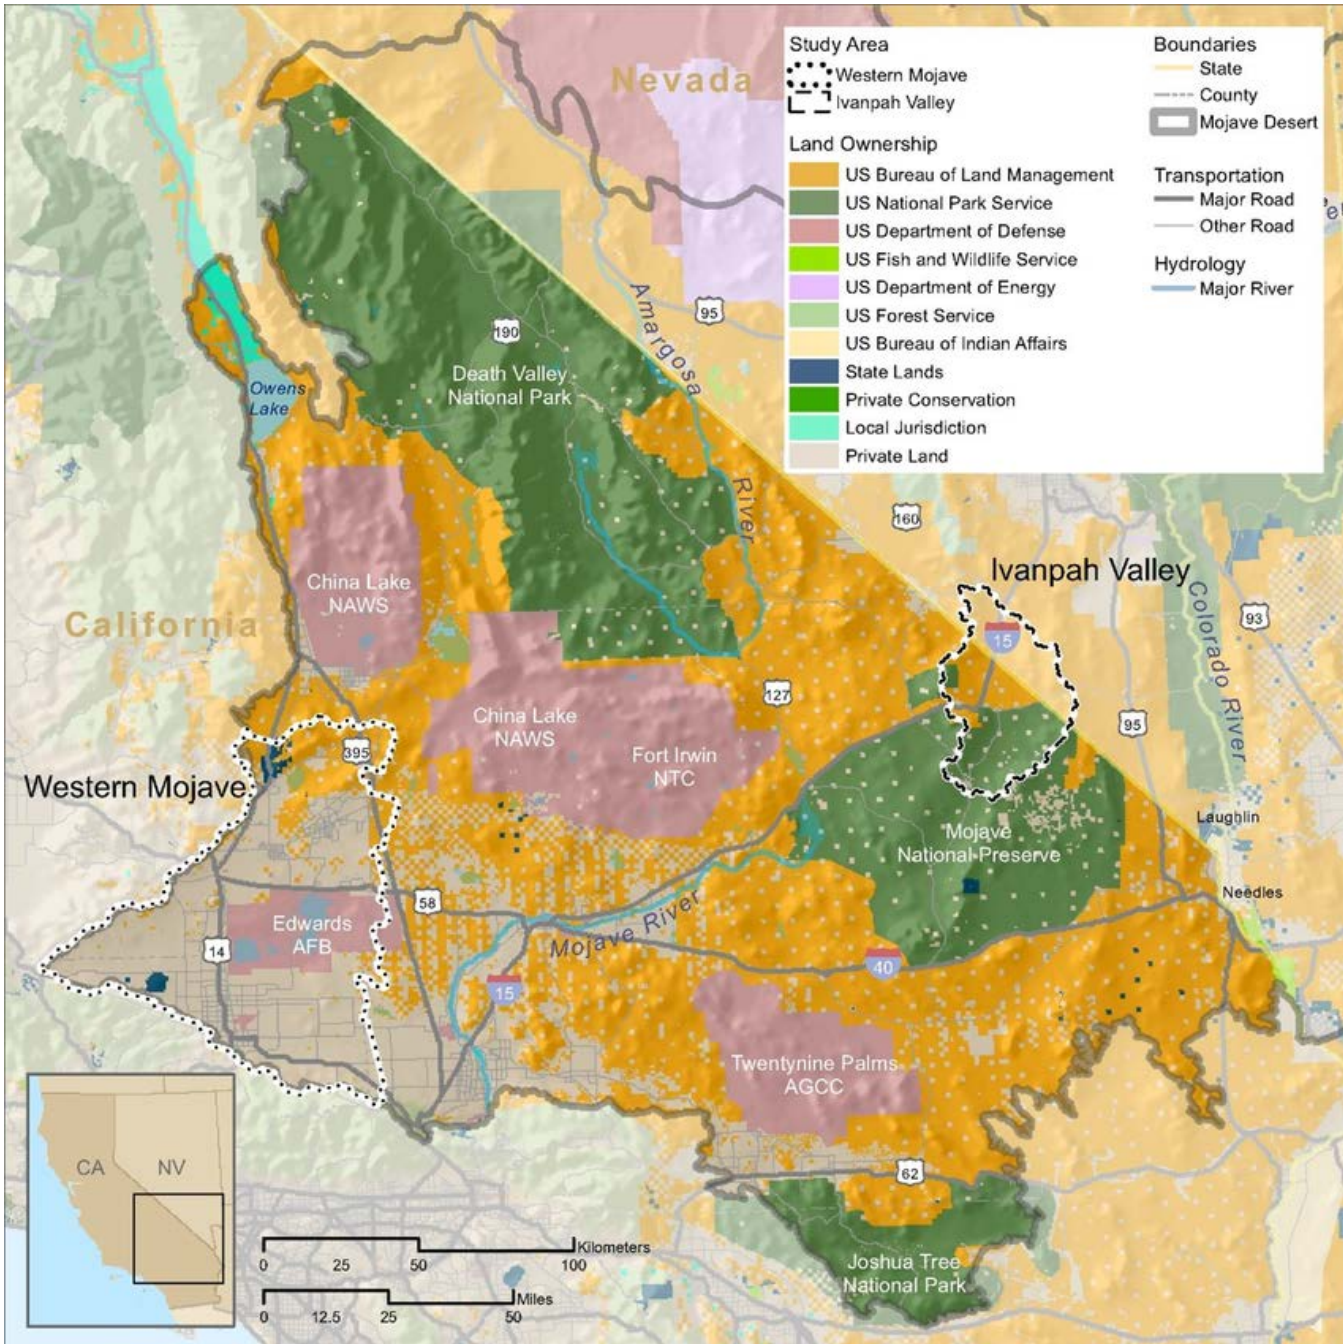 Study Area
Western Mojave
Ivanpah Valley
Land Ownership
US Bureau of Land Management
US National Park Service
US Department of Defense
US Fish and Wildlife Service
US Department of Energy
US Forest Service
US Bureau of Indian Affairs
State Lands
Private Conservation
Local Jurisdiction
Private Land
Boundaries
State
County
Mojave Desert
Transportation
Major Road
Other Road
Hydrology
Major River
Nevada
95
Amargosa
River
190
Death Valley
National Park
Owens
Lake
160
Ivanpah Valley
15
Colorado River
93
China Lake
NAWS
California
127
95
China Lake
NAWS
Fort Irwin
NTC
395
Western Mojave
Laughlin
Mojave
National Preserve
Needles
58
Edwards
AFB
Mojave River
14
40
15
Twentynine Palms
AGCC
62
CA
NV
Joshua Tree
National Park
Kilometers
0
25
50
100
Miles
0
12.5
25
50